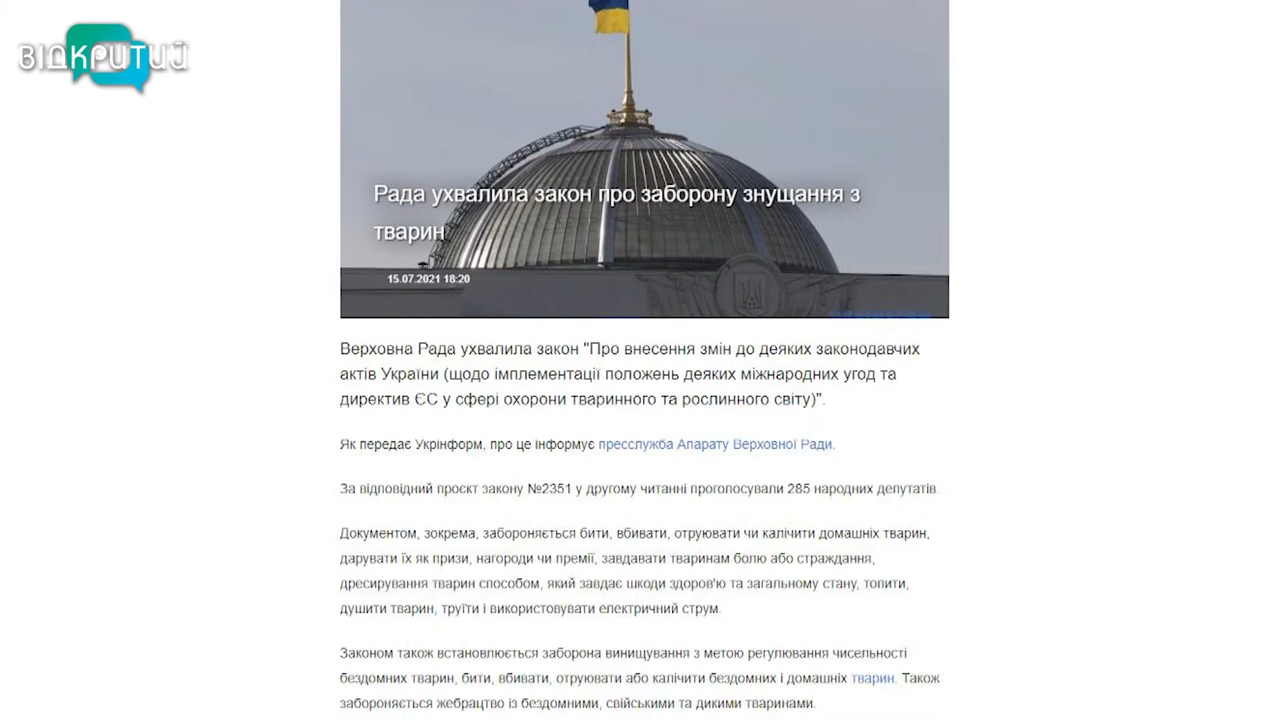 ВІДКРИТИЙ
Рада ухвалила закон про заборону знущання з
тварин
15.07.2021 18:20
Верховна Рада ухвалила закон "Про внесення змін до деяких законодавчих
актів України (щодо імплементації положень деяких міжнародних угод та
директив ЄС у сфері охорони тваринного та рослинного світу)".
Як передає Укрінформ, про це інформує пресслужба Апарату Верховної Ради.
За відповідний проєкт закону №2351 у другому читанні проголосували 285 народних депутатів.
Документом, зокрема, забороняється бити, вбивати, отруювати чи калічити домашніх тварин,
дарувати їх як призи, нагороди чи премії, завдавати тваринам болю або страждання,
дресирування тварин способом, який завдає шкоди здоров'ю та загальному стану, топити,
душити тварин, труїти і використовувати електричний струм.
Законом також встановлюється заборона винищування з метою регулювання чисельності
бездомних тварин, бити, вбивати, отруювати або калічити бездомних і домашніх тварин. Також
забороняється жебрацтво із бездомними, свійськими та дикими тваринами.